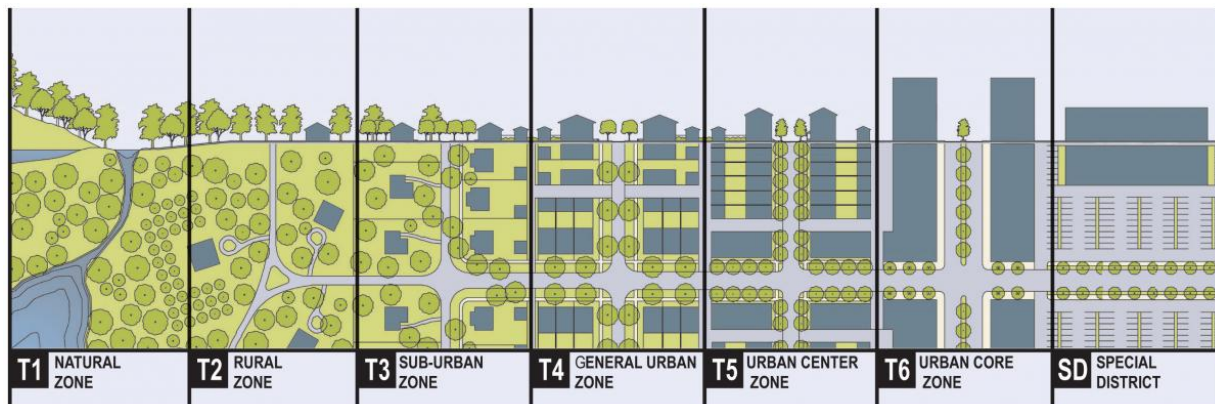 T1 NATURAL
ZONE
T2 RURAL
ZONE
T3 SUB-URBAN
ZONE
T4 GENERAL URBAN
ZONE
T5 URBAN CENTER
ZONE
T6 URBAN CORE
ZONE
SD SPECIAL
DISTRICT